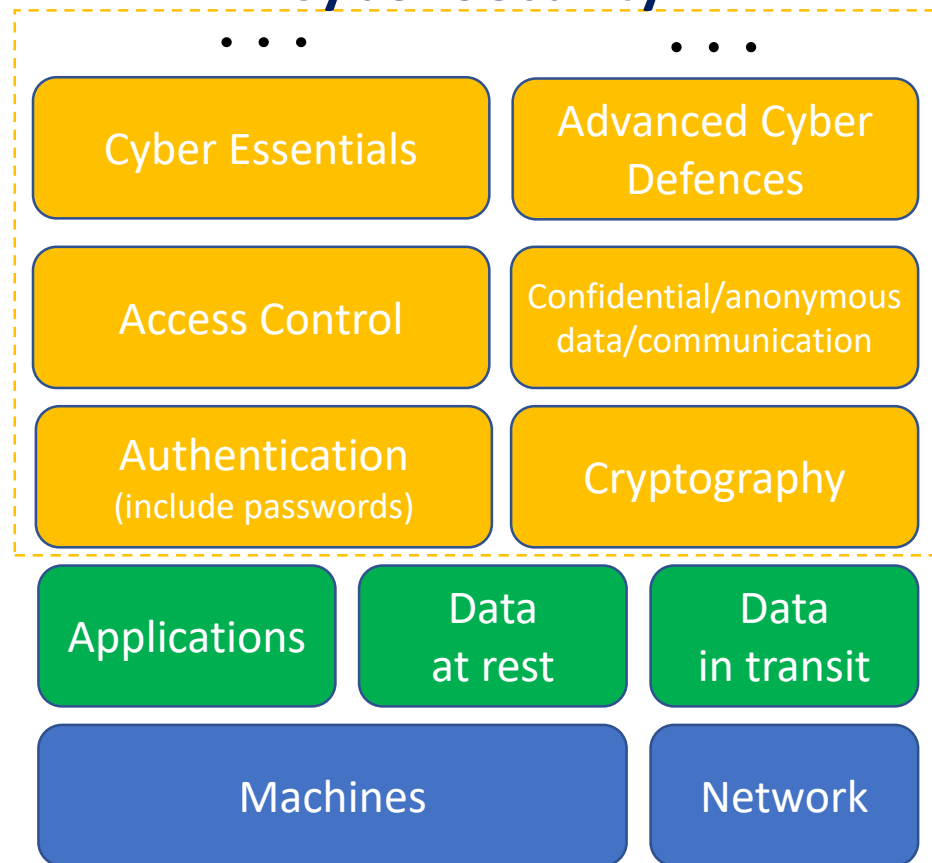 . . .
. . .
Cyber Essentials
Advanced Cyber
Defences
Access Control
Confidential/anonymous
data/communication
Authentication
(include passwords)
Cryptography
Applications
Data
at rest
Data
in transit
Machines
Network